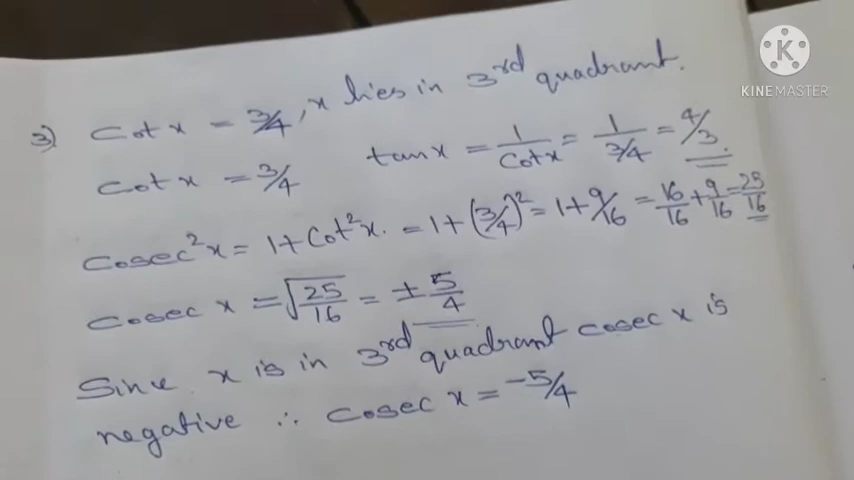 3) Cot x = 3/4, x lies in 3rd quadrant.
Cot x = 3/4 tan x = 1/Cot x = 1/3/4 = 4/3.
Cosec²x = 1 + Cot²x. = 1 + (3/4)² = 1 + 9/16 = 16/16 + 9/16 = 25/16
Cosec x = √25/16 = ± 5/4
Since x is in 3rd quadrant cosec x is
negative ∴ Cosec x = -5/4
K
KINEMASTER